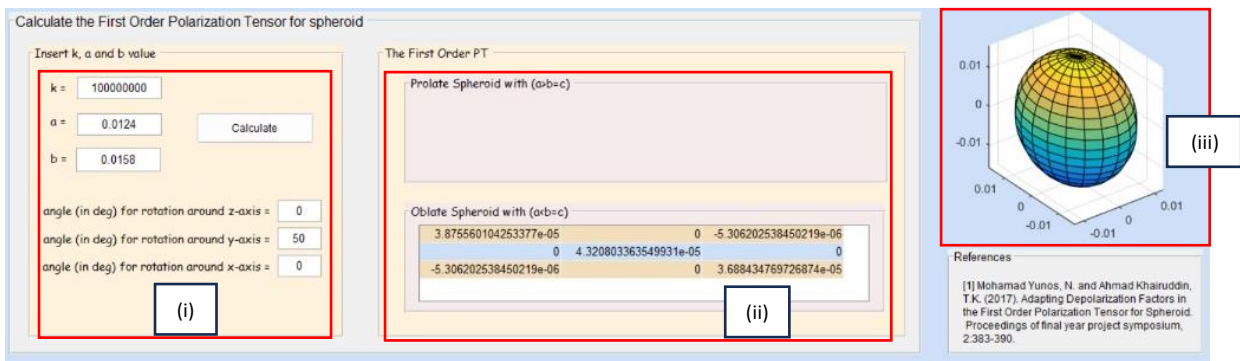 Calculate the First Order Polarization Tensor for spheroid
Insert k, a and b value
k = 100000000
a = 0.0124
Calculate
b = 0.0158
angle (in deg) for rotation around z-axis = 0
angle (in deg) for rotation around y-axis = 50
angle (in deg) for rotation around x-axis = 0
(i)
The First Order PT
Prolate Spheroid with (a>b=c)
Oblate Spheroid with (a<b=c)
3.875560104253377e-05 0 -5.306202538450219e-06
0 4.320803363549931e-05 0
-5.306202538450219e-06 0 3.688434769726874e-05
(ii)
0.01
0
-0.01
0.01
0
-0.01
-0.01
0
0.01
(iii)
References
[1] Mohamad Yunos, N. and Ahmad Khairuddin,
T.K. (2017). Adapting Depolarization Factors in
the First Order Polarization Tensor for Spheroid.
Proceedings of final year project symposium,
2:383-390.